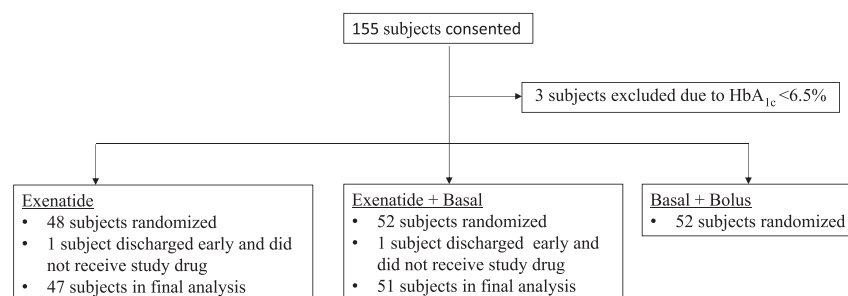 155 subjects consented
3 subjects excluded due to HbA1c <6.5%
Exenatide
• 48 subjects randomized
• 1 subject discharged early and did
not receive study drug
• 47 subjects in final analysis
Exenatide + Basal
• 52 subjects randomized
• 1 subject discharged early and
did not receive study drug
• 51 subjects in final analysis
Basal + Bolus
• 52 subjects randomized